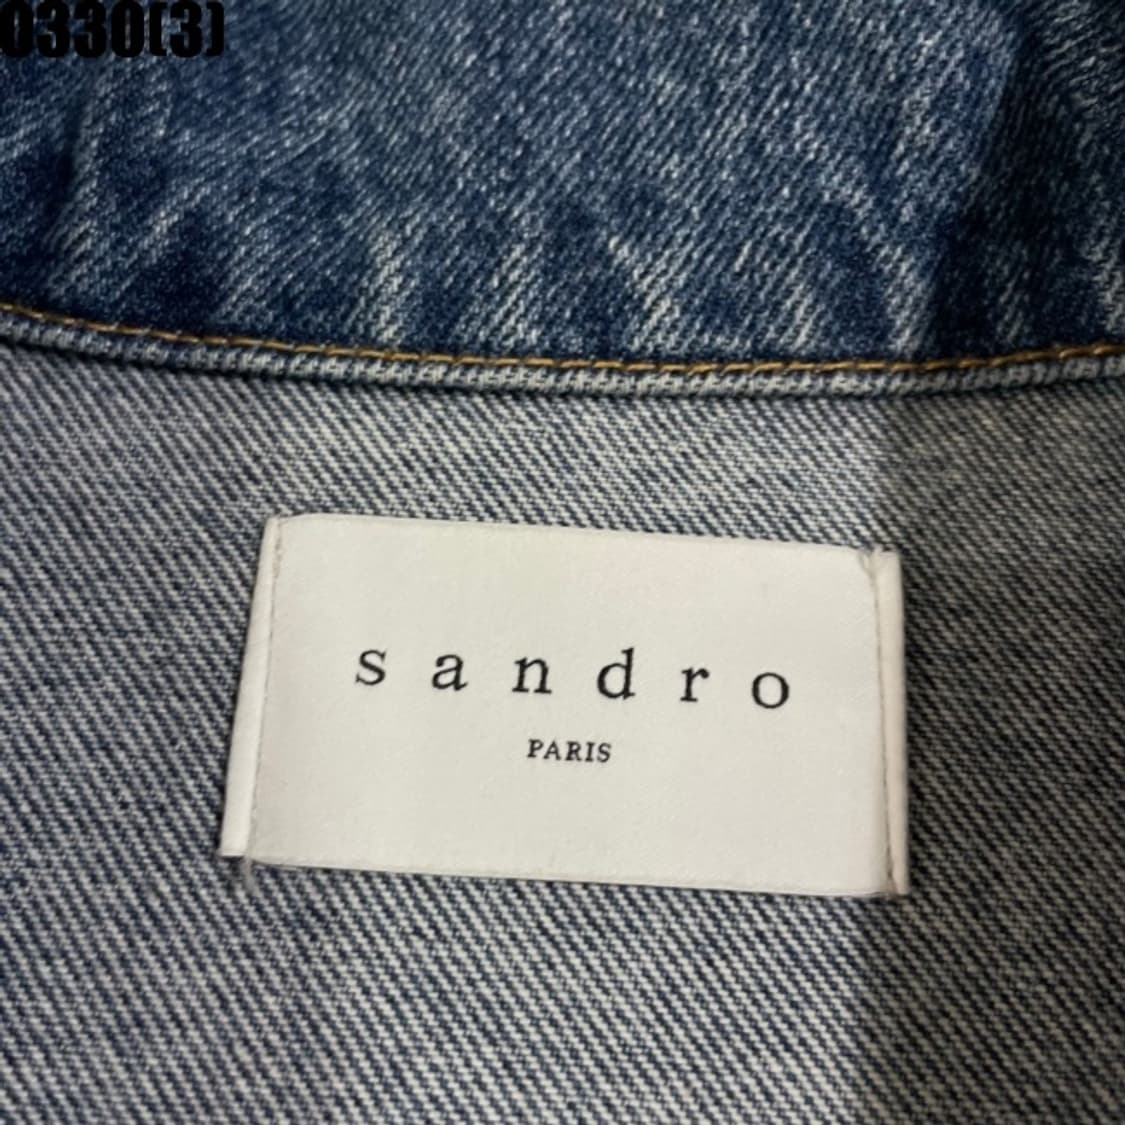 0330(3)
sandro
PARIS